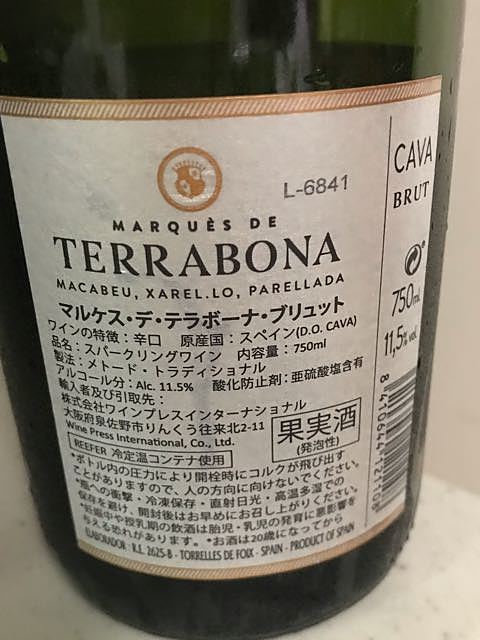 L-6841
MARQUÈS DE
TERRABONA
MACABEU, XAREL.LO, PARELLADA
マルケス・デ・テラボーナ・ブリュット
ワインの特徴：辛口 原産国：スペイン(D.O. CAVA)
品名：スパークリングワイン 内容量：750ml
製法：メトード・トラディショナル
アルコール分：Alc. 11.5% 酸化防止剤：亜硫酸塩含有
輸入者及び引取先：
株式会社ワインプレスインターナショナル
大阪府泉佐野市りんくう往来北2-11
Wine Press International, Co., Ltd.
果実酒
(発泡性)
REEFER 冷定温コンテナ使用
*ボトル内の圧力により開栓時にコルクが飛び出す
ことがありますので、人の方向に向けないでください。
*瓶への衝撃・冷凍保存・直射日光・高温多湿での
保存を避け、開封後はお早めにお召し上がりください。
*妊娠中や授乳期の飲酒は胎児・乳児の発育に悪影響を
与える恐れがあります。*お酒は20歳になってから
ELABORADOR: R.E. 2625-B · TORRELLES DE FOIX - SPAIN · PRODUCT OF SPAIN
CAVA
BRUT
750ml
11,5% vol.